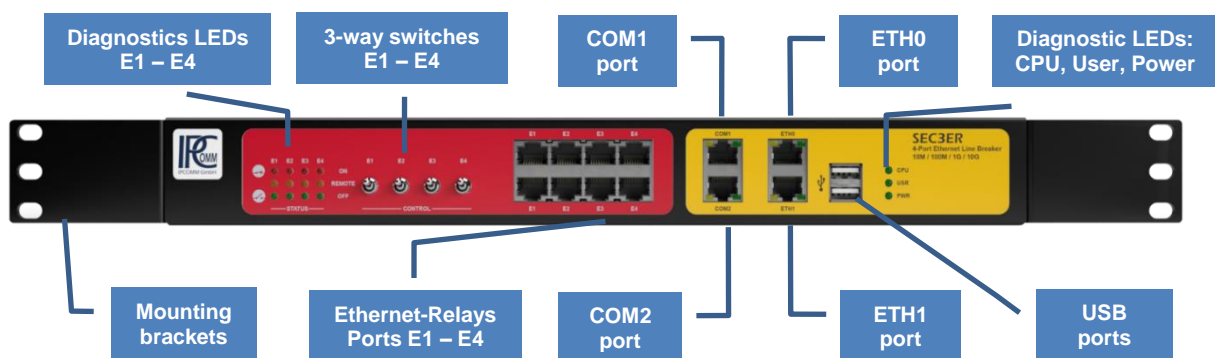 Diagnostics LEDs
E1 – E4
3-way switches
E1 – E4
COM1
port
ETH0
port
Diagnostic LEDs:
CPU, User, Power
IPCOMM
IPCOMM GmbH
E1 E2 E3 E4
ON
REMOTE
OFF
STATUS
E1 E2 E3 E4
CONTROL
E1 E2 E3 E4
E1 E2 E3 E4
COM1
COM2
ETH0
ETH1
SEC3ER
4-Port Ethernet Line Breaker
10M / 100M / 1G / 10G
CPU
USR
PWR
Mounting
brackets
Ethernet-Relays
Ports E1 – E4
COM2
port
ETH1
port
USB
ports